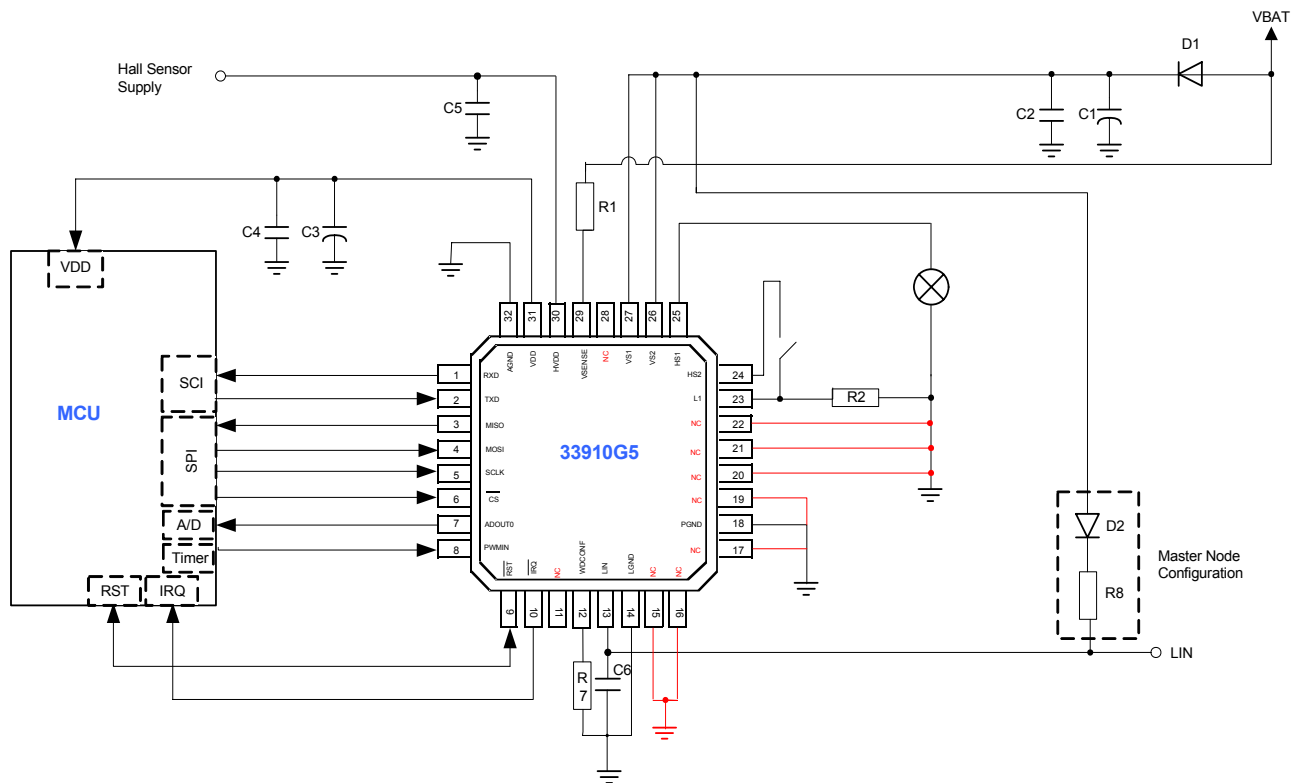 VBAT
D1
Hall Sensor
Supply
C5
C2
C1
R1
C4
C3
VDD
32
31
30
29
28
27
26
25
AGND
VDD
HVDD
VSENSE
NC
VS1
VS2
HS1
SCI
1
RXD
HS2
24
MCU
2
TXD
L1
23
R2
SPI
3
MISO
NC
22
4
MOSI
33910G5
NC
21
5
SCLK
NC
20
6
CS
NC
19
A/D
7
ADOUT0
PGND
18
Timer
8
PWMIN
NC
17
RST
IRQ
NC
WDCONF
LIN
LGND
NC
NC
RST
IRQ
9
10
11
12
13
14
15
16
D2
Master Node
Configuration
R8
R
7
C6
LIN